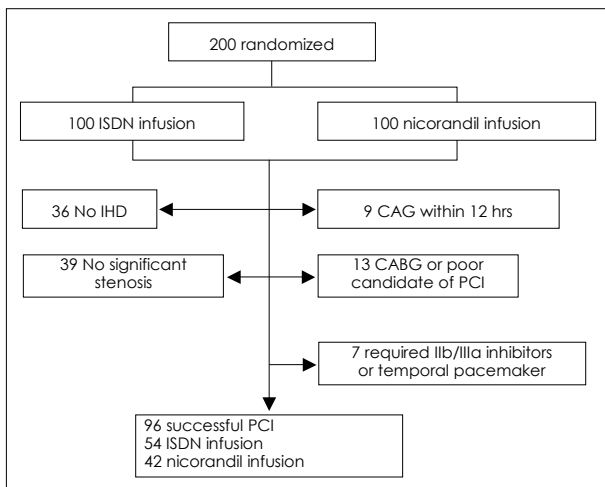 200 randomized
100 ISDN infusion
100 nicorandil infusion
36 No IHD
9 CAG within 12 hrs
39 No significant
stenosis
13 CABG or poor
candidate of PCI
7 required IIb/IIIa inhibitors
or temporal pacemaker
96 successful PCI
54 ISDN infusion
42 nicorandil infusion